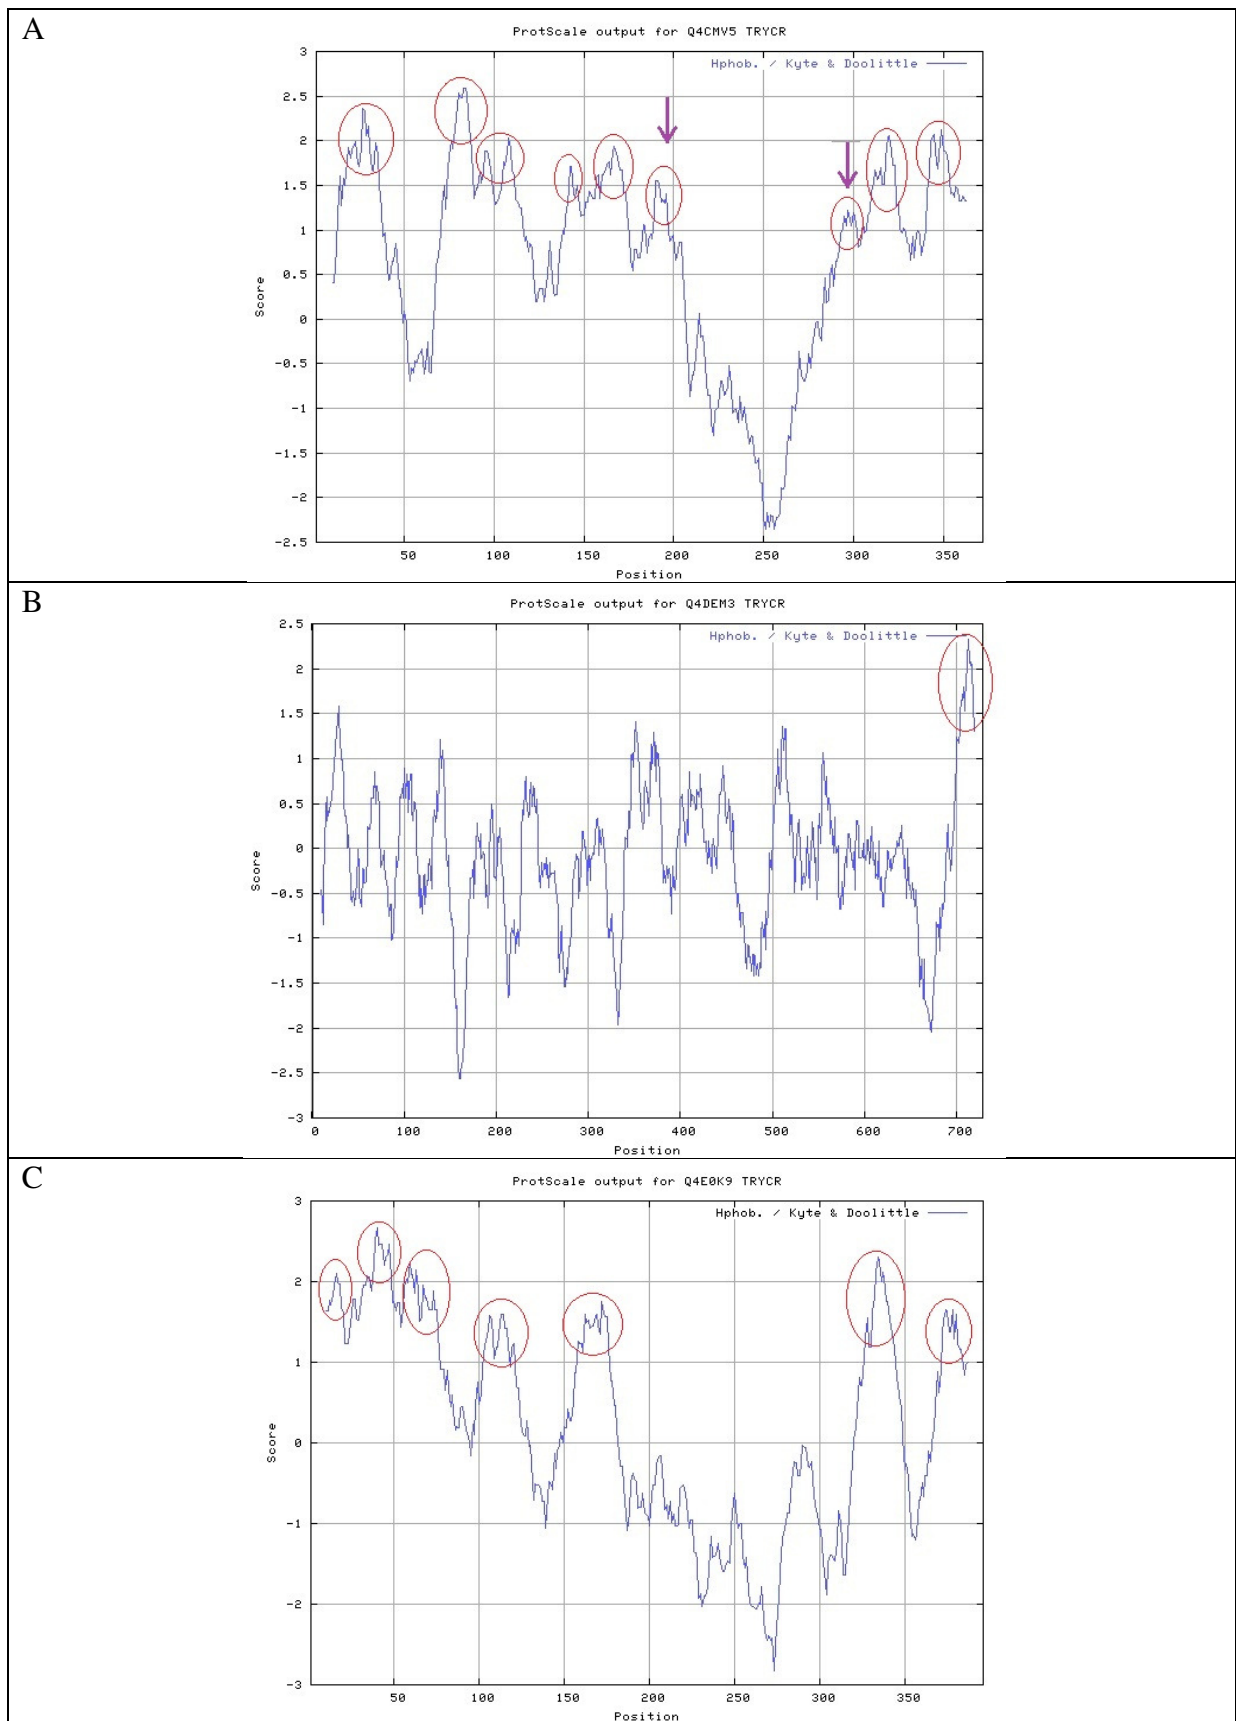 A
ProtScale output for Q4CMV5 TRYCR
Hphob. / Kyte & Doolittle
3
2.5
2
1.5
1
0.5
0
-0.5
-1
-1.5
-2
-2.5
Score
50 100 150 200 250 300 350
Position
B
ProtScale output for Q4DEM3 TRYCR
Hphob. / Kyte & Doolittle
2.5
2
1.5
1
0.5
0
-0.5
-1
-1.5
-2
-2.5
-3
Score
0 100 200 300 400 500 600 700
Position
C
ProtScale output for Q4E0K9 TRYCR
Hphob. / Kyte & Doolittle
3
2
1
0
-1
-2
-3
Score
50 100 150 200 250 300 350
Position